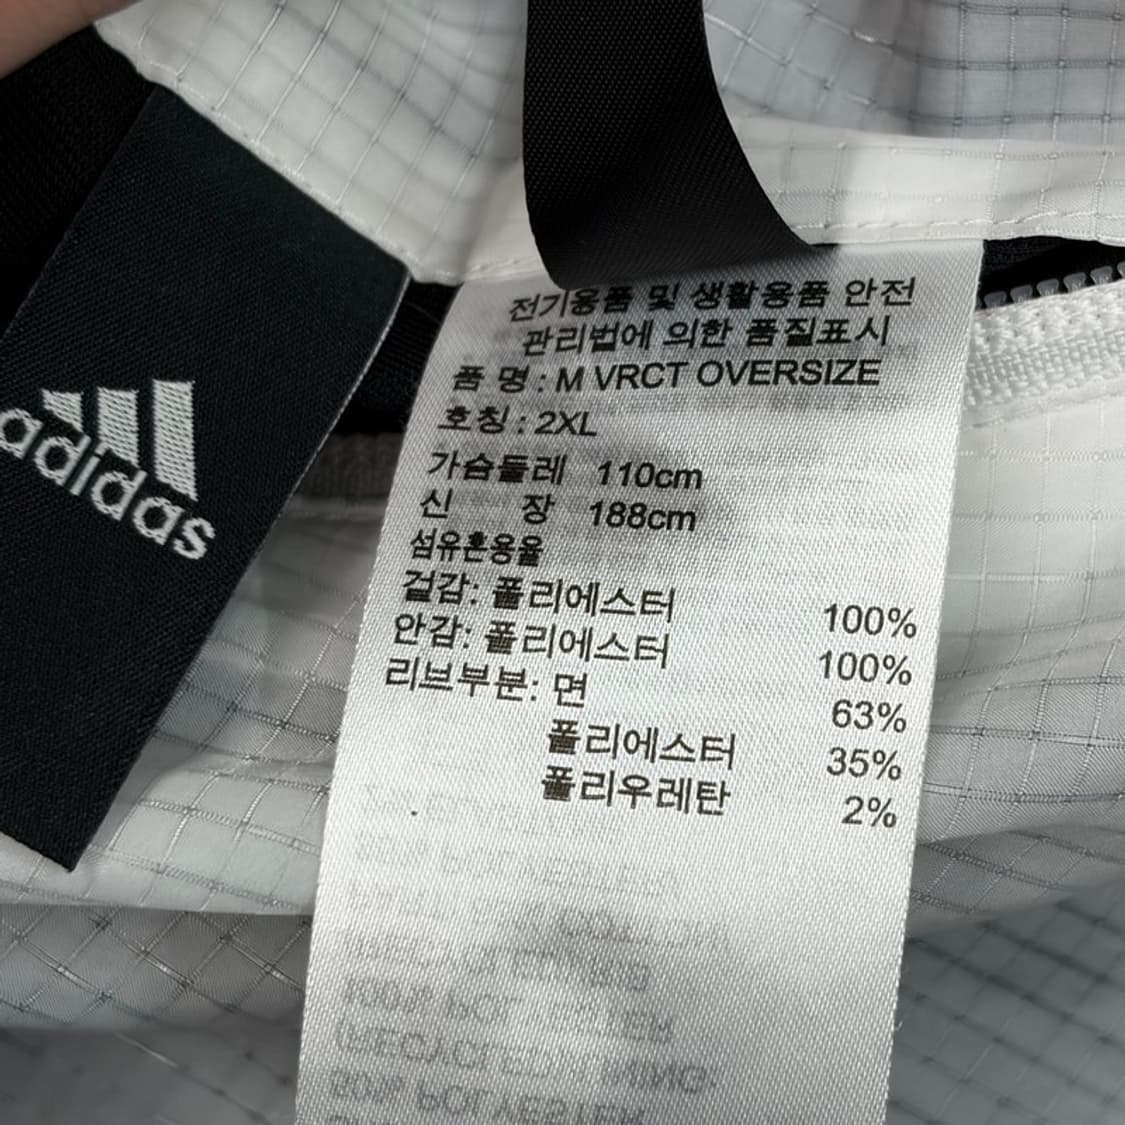 adidas
전기용품 및 생활용품 안전
관리법에 의한 품질표시
품 명 : M VRCT OVERSIZE
호칭 : 2XL
가슴둘레 110cm
신 장 188cm
섬유혼용율
걸감: 폴리에스터 100%
안감: 폴리에스터 100%
리브부분: 면 63%
폴리에스터 35%
폴리우레탄 2%